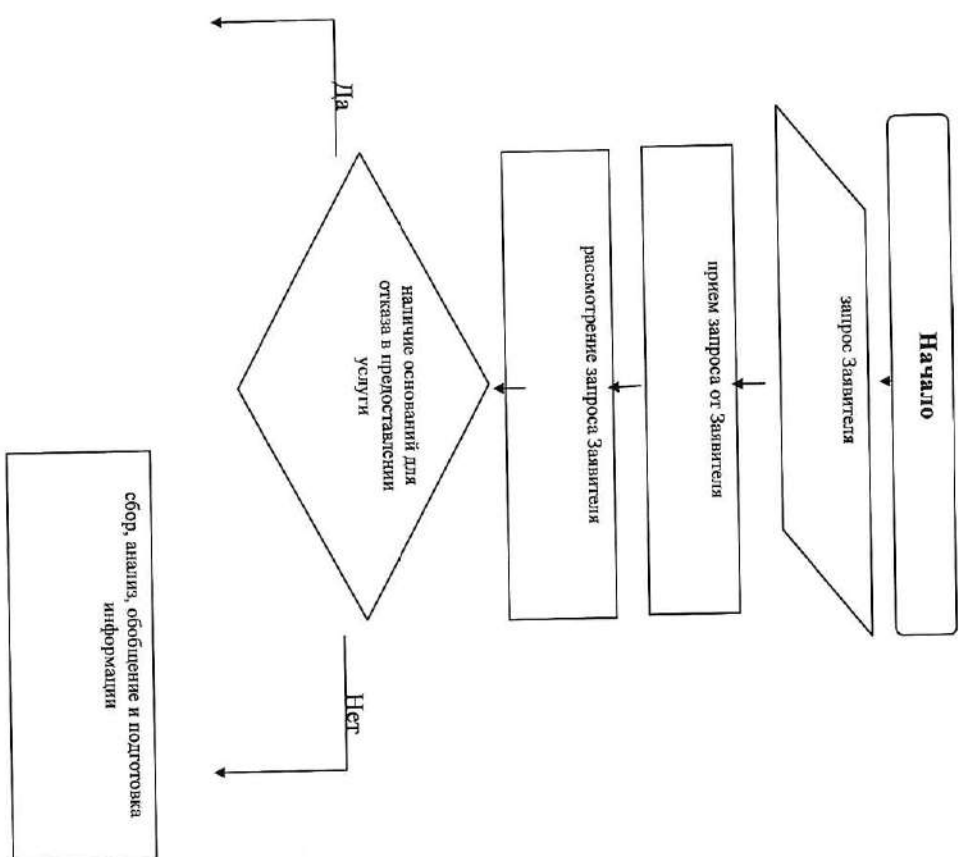 Начало
запрос Заявителя
прием запроса от Заявителя
рассмотрение запроса Заявителя
наличие оснований для
отказа в предоставлении
услуги
Да
Нет
сбор, анализ, обобщение и подготовка
информации